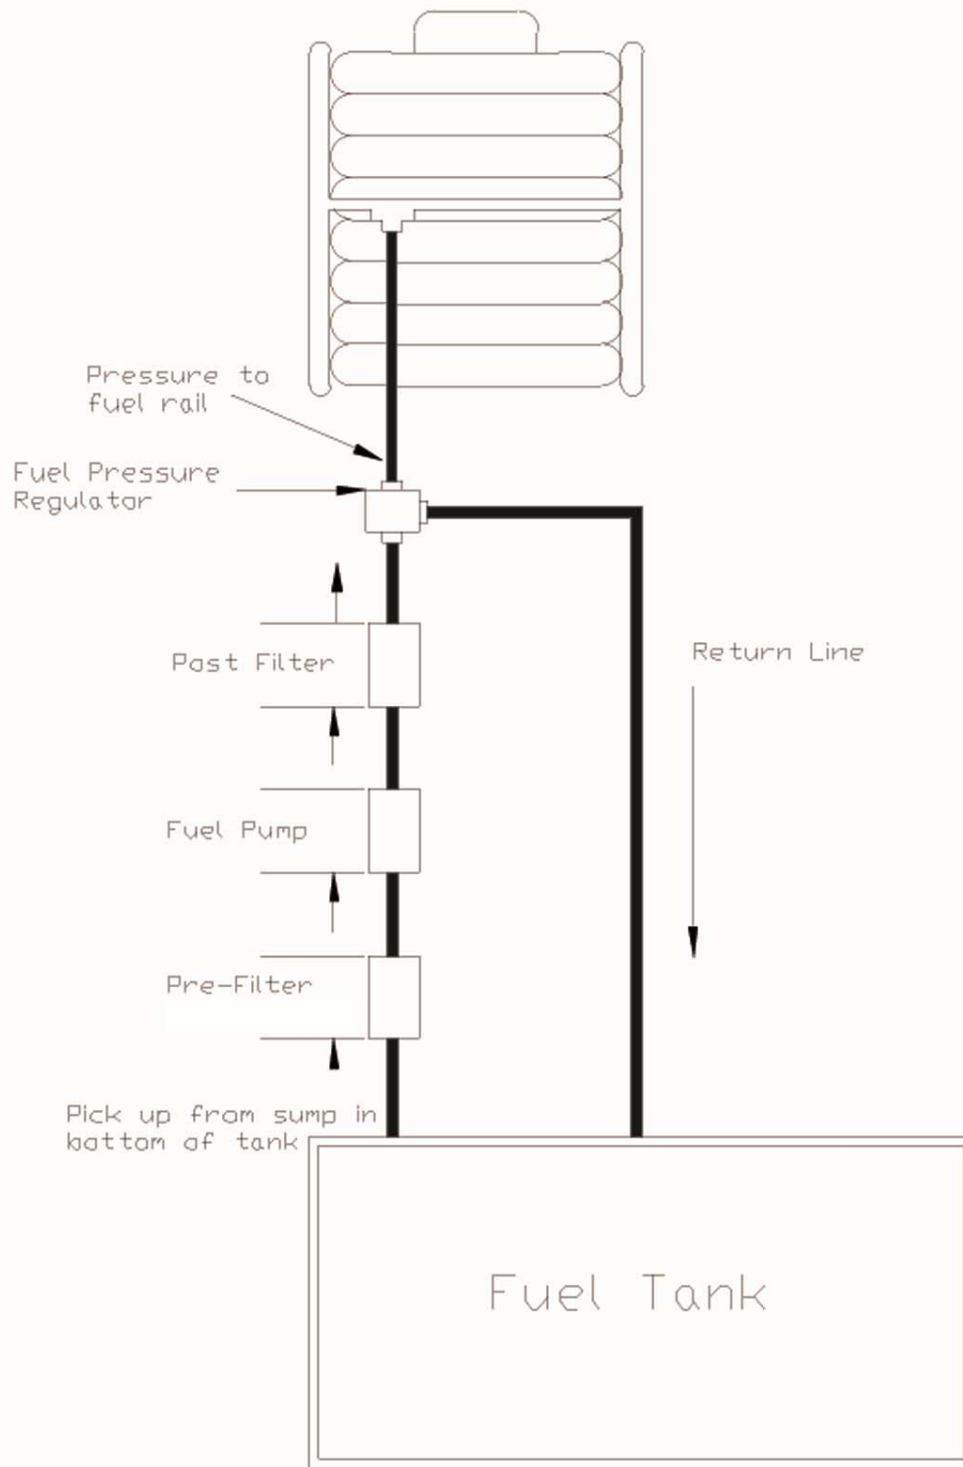 Pressure to
fuel rail
Fuel Pressure
Regulator
Post Filter
Return Line
Fuel Pump
Pre-Filter
Pick up from sump in
bottom of tank
Fuel Tank